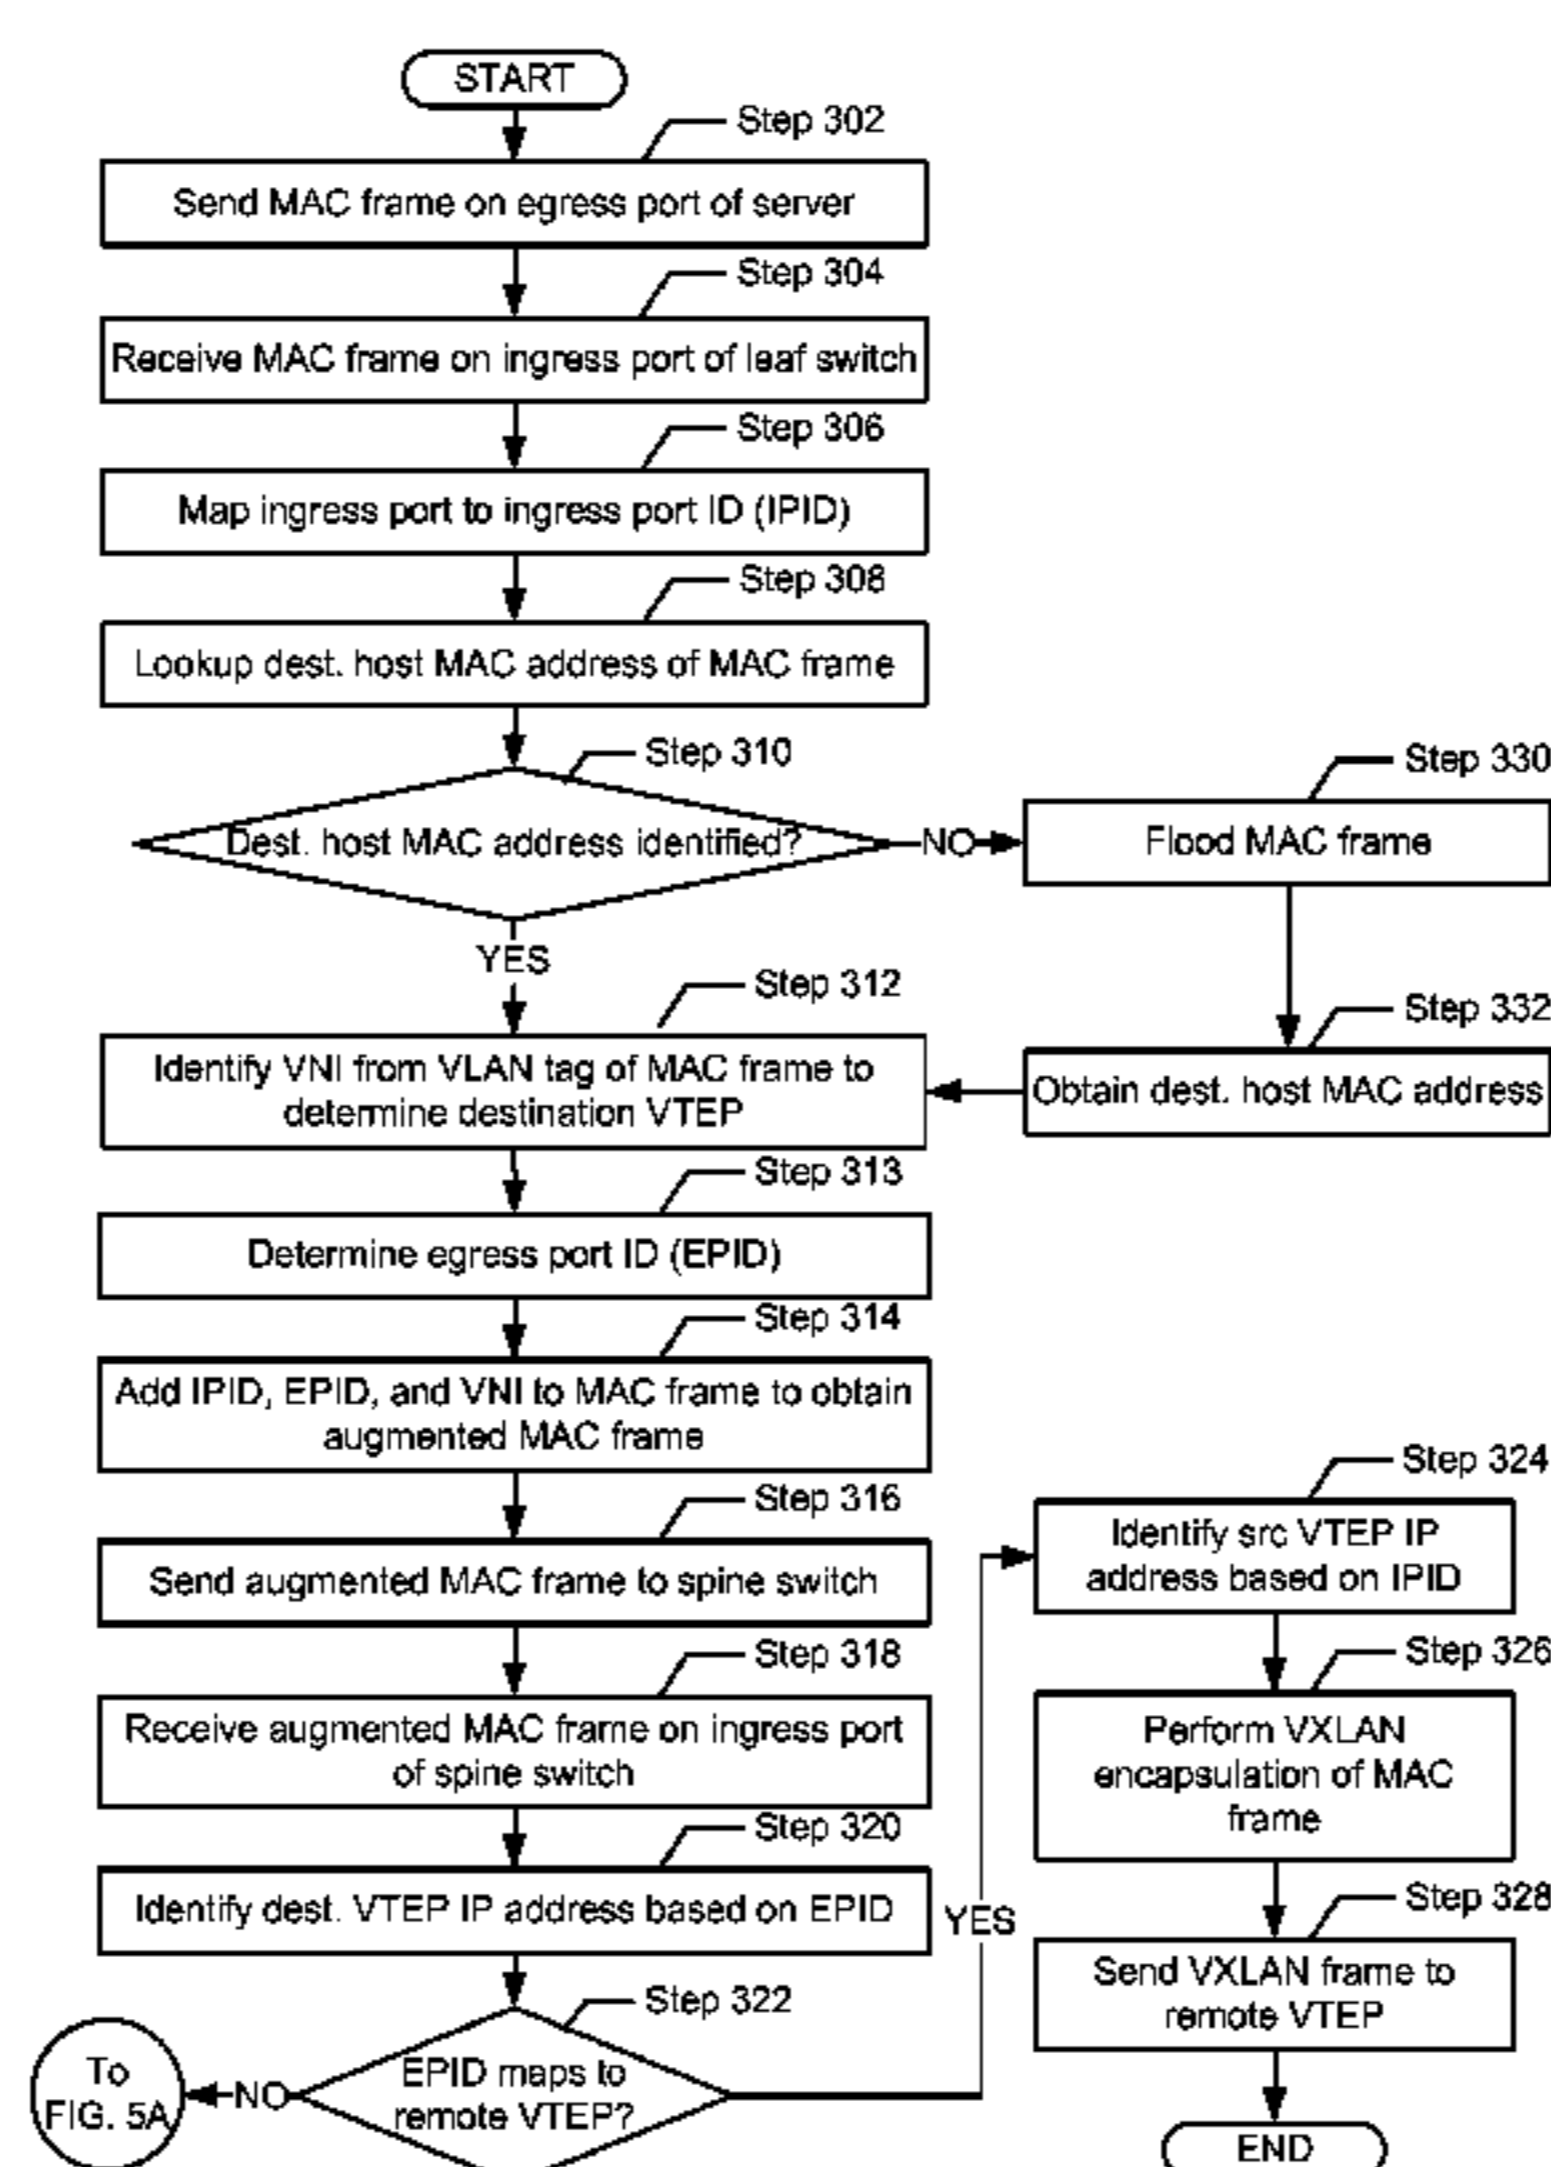 START
Step 302
Send MAC frame on egress port of server
Step 304
Receive MAC frame on ingress port of leaf switch
Step 306
Map ingress port to ingress port ID (IPID)
Step 308
Lookup dest. host MAC address of MAC frame
Step 310
Dest. host MAC address identified?
NO
Step 330
Flood MAC frame
YES
Step 332
Obtain dest. host MAC address
Step 312
Identify VNI from VLAN tag of MAC frame to
determine destination VTEP
Step 313
Determine egress port ID (EPID)
Step 314
Add IPID, EPID, and VNI to MAC frame to obtain
augmented MAC frame
Step 316
Send augmented MAC frame to spine switch
Step 318
Receive augmented MAC frame on ingress port
of spine switch
Step 320
Identify dest. VTEP IP address based on EPID
Step 322
EPID maps to
remote VTEP?
NO
To
FIG. 5A
YES
Step 324
Identify src VTEP IP
address based on IPID
Step 326
Perform VXLAN
encapsulation of MAC
frame
Step 328
Send VXLAN frame to
remote VTEP
END